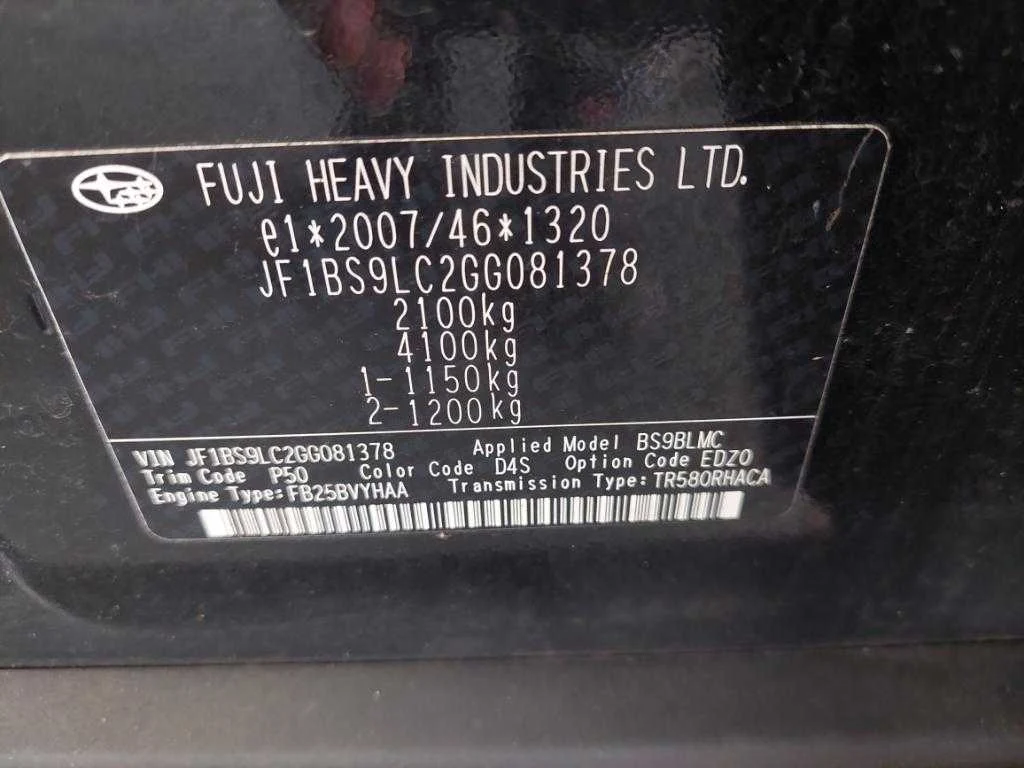 FUJI HEAVY INDUSTRIES LTD.
e1*2007/46*1320
JF1BS9LC2GG081378
2100kg
4100kg
1-1150kg
2-1200kg
VIN JF1BS9LC2GG081378 Applied Model BS9BLMC
Trim Code P50 Color Code D4S Option Code EDZO
Engine Type:FB25BVYHAA Transmission Type:TR580RHACA